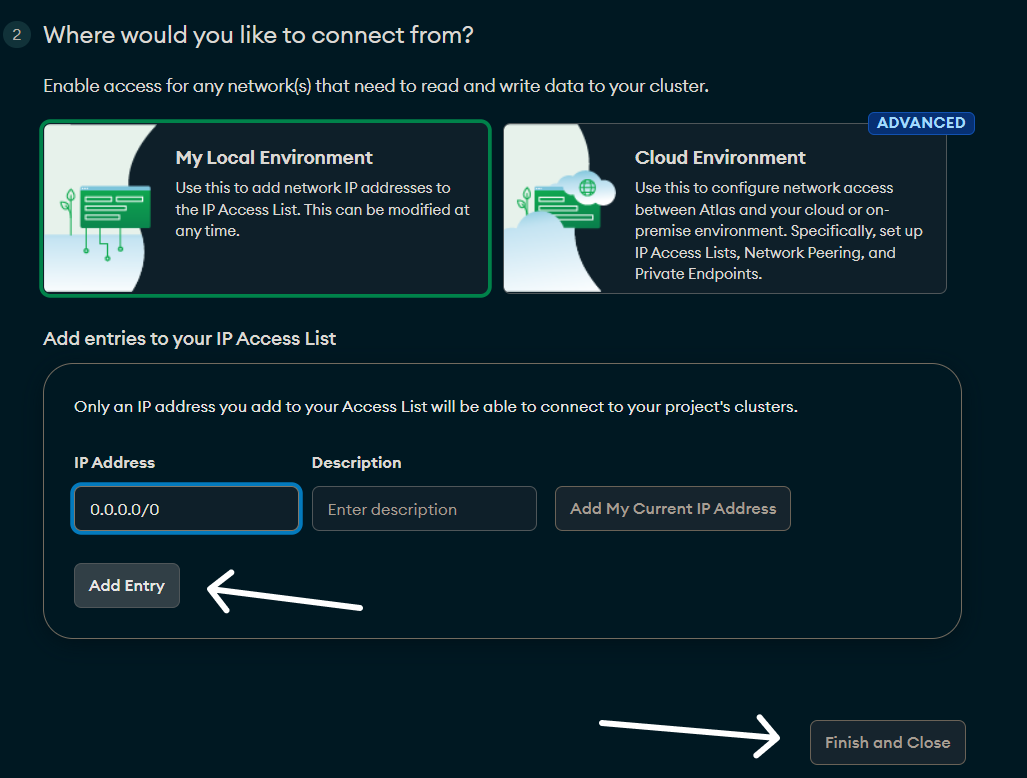 2
Where would you like to connect from?
Enable access for any network(s) that need to read and write data to your cluster.
ADVANCED
My Local Environment
Use this to add network IP addresses to
the IP Access List. This can be modified at
any time.
Cloud Environment
Use this to configure network access
between Atlas and your cloud or on-
premise environment. Specifically, set up
IP Access Lists, Network Peering, and
Private Endpoints.
Add entries to your IP Access List
Only an IP address you add to your Access List will be able to connect to your project's clusters.
IP Address
Description
0.0.0.0/0
Enter description
Add My Current IP Address
Add Entry
Finish and Close